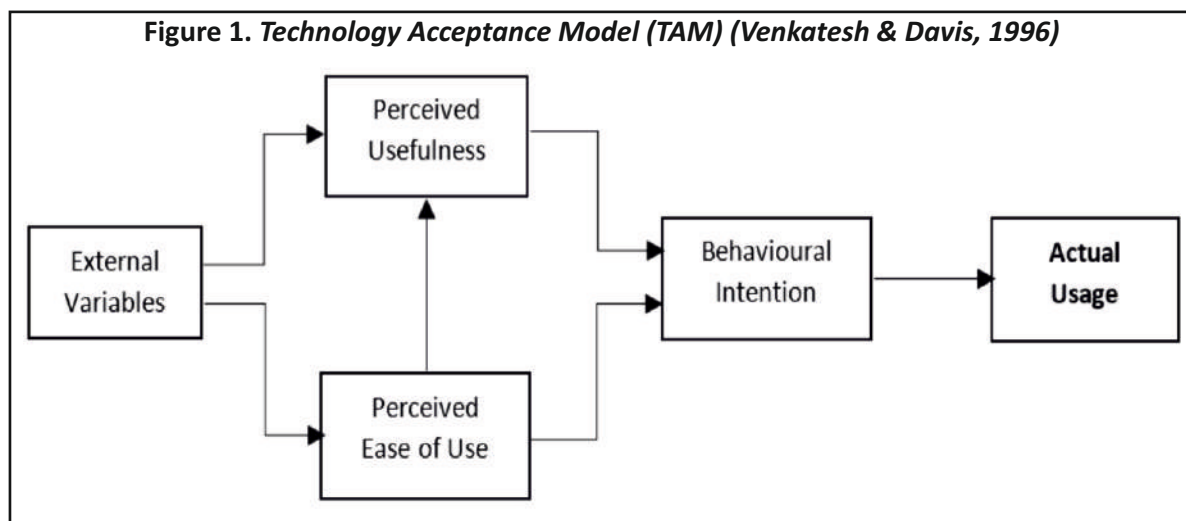 Figure 1. Technology Acceptance Model (TAM) (Venkatesh & Davis, 1996)
Perceived
Usefulness
External
Variables
Behavioural
Intention
Actual
Usage
Perceived
Ease of Use